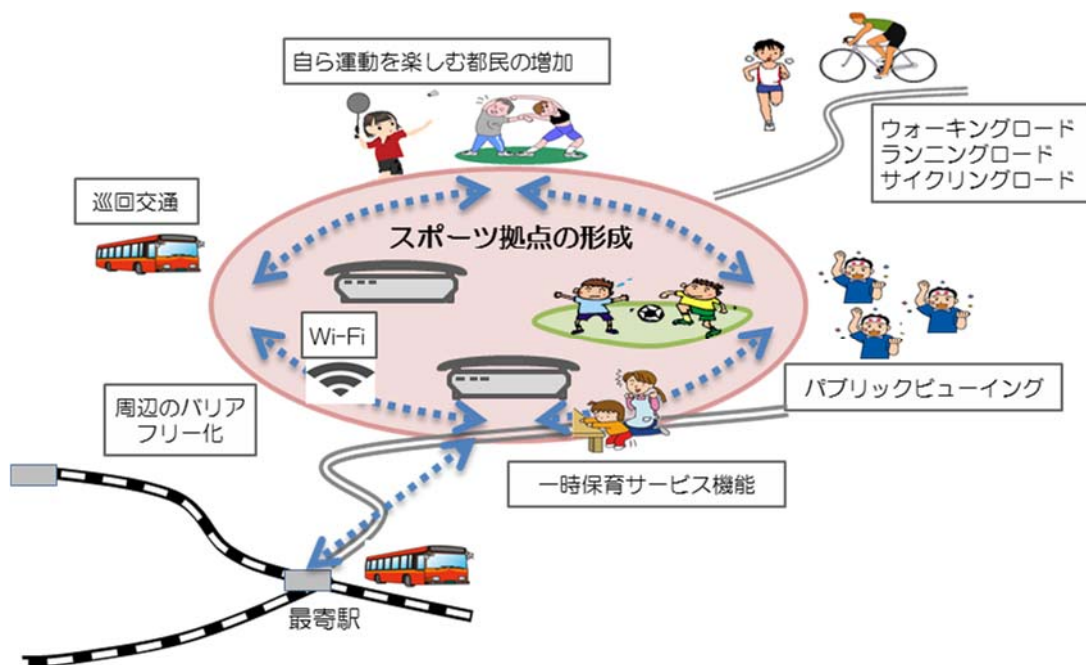 自ら運動を楽しむ都民の増加
ウォーキングロード
ランニングロード
サイクリングロード
巡回交通
スポーツ拠点の形成
Wi-Fi
パブリックビューイング
周辺のバリア
フリー化
一時保育サービス機能
最寄駅